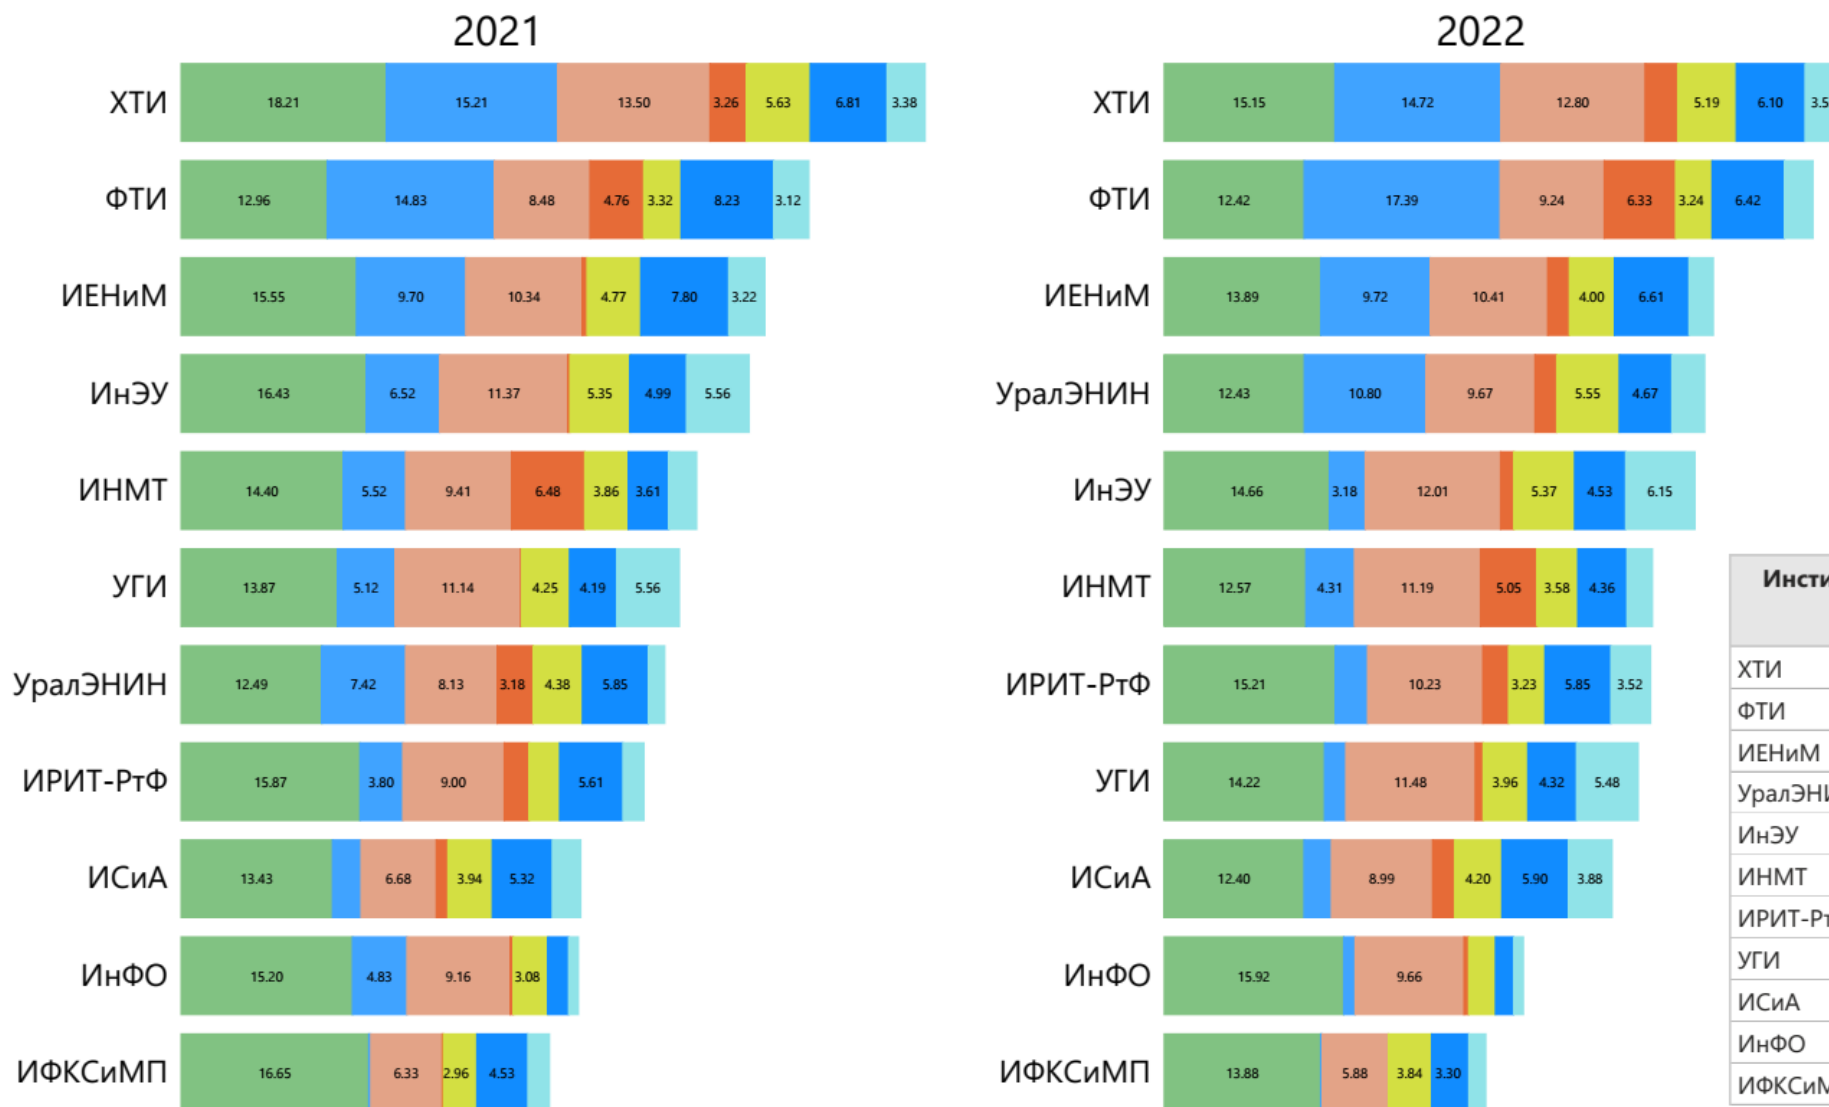 2021
ХТИ 18.21 15.21 13.50 3.26 5.63 6.81 3.38
ФТИ 12.96 14.83 8.48 4.76 3.32 8.23 3.12
ИЕНиМ 15.55 9.70 10.34 4.77 7.80 3.22
ИнЭУ 16.43 6.52 11.37 5.35 4.99 5.56
ИНМТ 14.40 5.52 9.41 6.48 3.86 3.61
УГИ 13.87 5.12 11.14 4.25 4.19 5.56
УралЭНИН 12.49 7.42 8.13 3.18 4.38 5.85
ИРИТ-РтФ 15.87 3.80 9.00 5.61
ИСиА 13.43 6.68 3.94 5.32
ИнФО 15.20 4.83 9.16 3.08
ИФКСиМП 16.65 6.33 2.96 4.53
2022
ХТИ 15.15 14.72 12.80 5.19 6.10 3.5
ФТИ 12.42 17.39 9.24 6.33 3.24 6.42
ИЕНиМ 13.89 9.72 10.41 4.00 6.61
УралЭНИН 12.43 10.80 9.67 5.55 4.67
ИнЭУ 14.66 3.18 12.01 5.37 4.53 6.15
ИНМТ 12.57 4.31 11.19 5.05 3.58 4.36
ИРИТ-РтФ 15.21 10.23 3.23 5.85 3.52
УГИ 14.22 11.48 3.96 4.32 5.48
ИСиА 12.40 8.99 4.20 5.90 3.88
ИнФО 15.92 9.66
ИФКСиМП 13.88 5.88 3.84 3.30
Инсти
ХТИ
ФТИ
ИЕНиМ
УралЭНИ
ИнЭУ
ИНМТ
ИРИТ-Рт
УГИ
ИСиА
ИнФО
ИФКСиМ